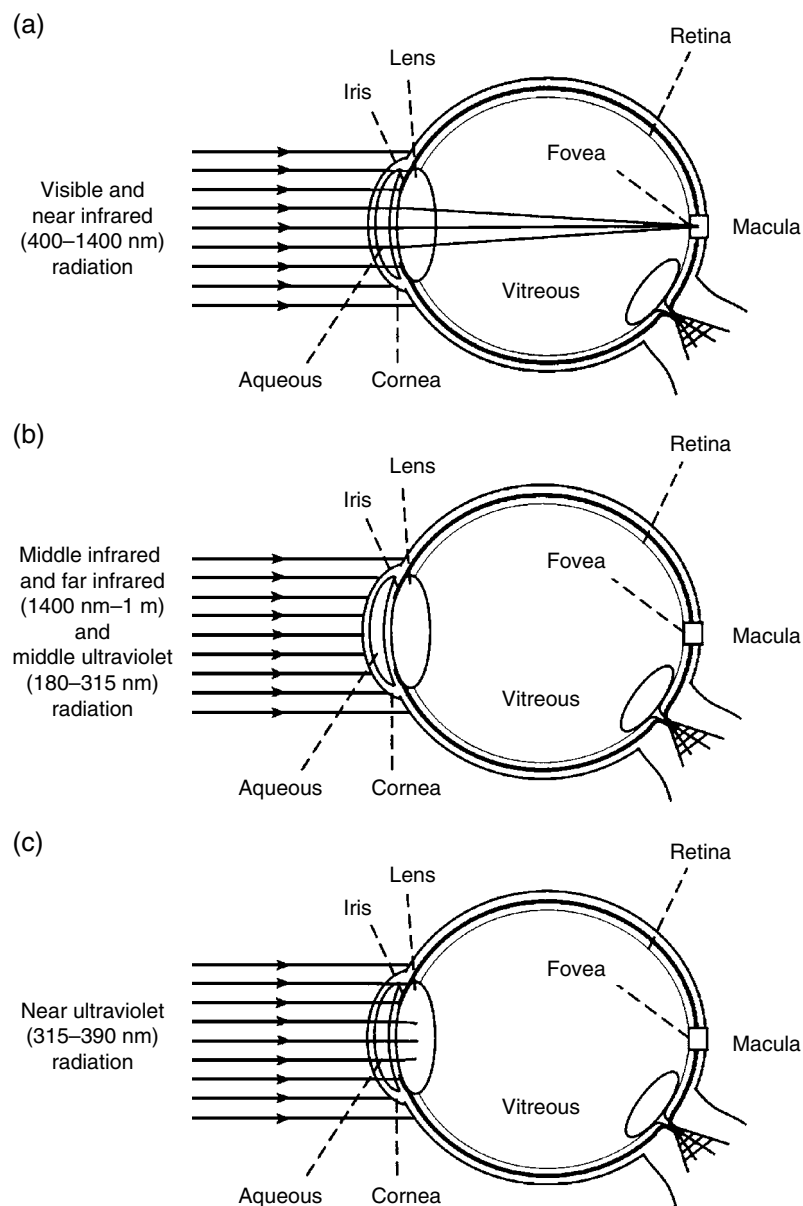 (a)
Retina
Lens
Iris
Fovea
Visible and
near infrared
(400–1400 nm)
radiation
Macula
Vitreous
Aqueous
Cornea
(b)
Retina
Lens
Iris
Fovea
Middle infrared
and far infrared
(1400 nm–1 m)
and
middle ultraviolet
(180–315 nm)
radiation
Macula
Vitreous
Aqueous
Cornea
(c)
Retina
Lens
Iris
Fovea
Near ultraviolet
(315–390 nm)
radiation
Macula
Vitreous
Aqueous
Cornea